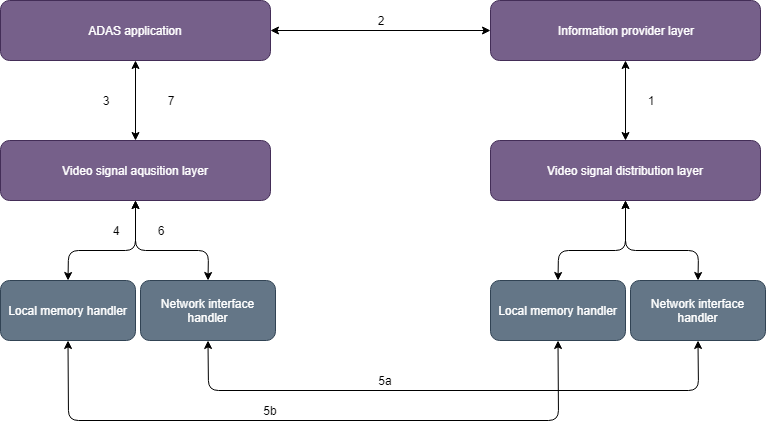 ADAS application
2
Information provider layer
3
7
1
Video signal aqusition layer
Video signal distribution layer
4
6
Local memory handler
Network interface
handler
Local memory handler
Network interface
handler
5a
5b